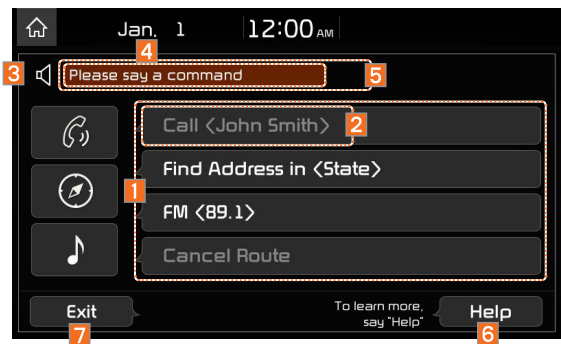 Jan. 1 12:00 AM
4
3 Please say a command 5
Call <John Smith> 2
Find Address in <State>
1
FM <89.1>
Cancel Route
Exit To learn more, Help
say "Help"
7 6